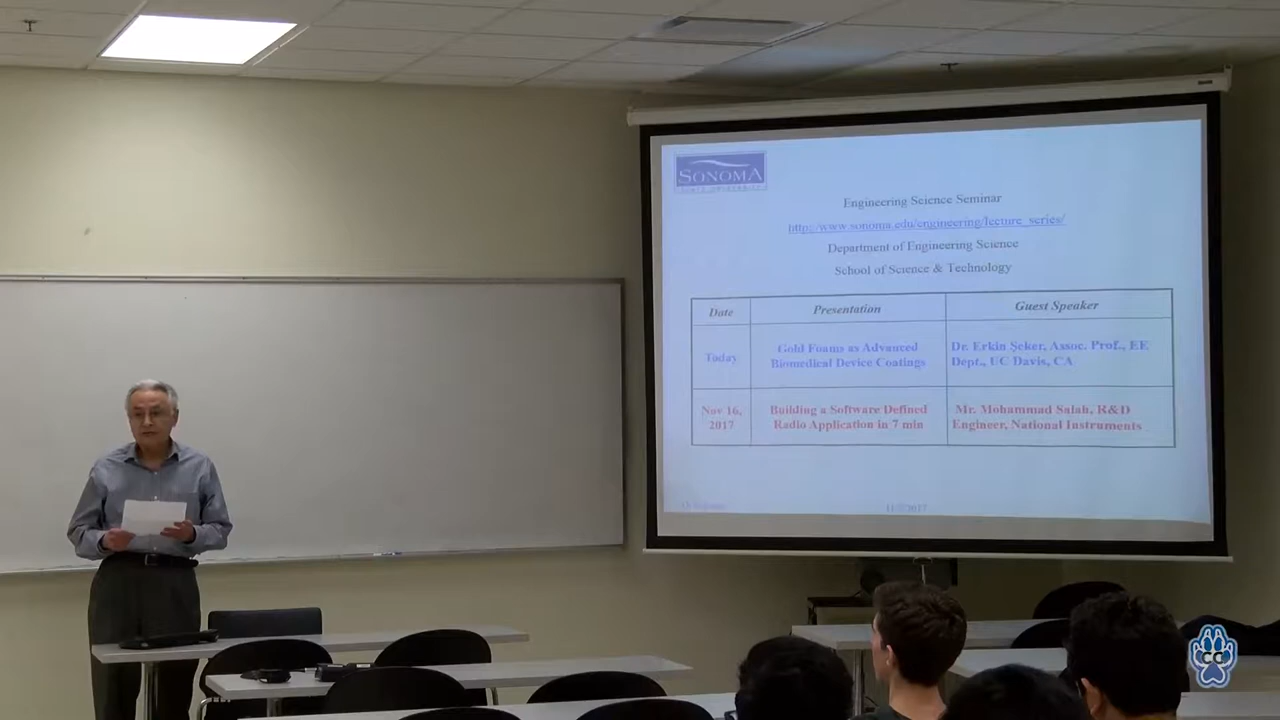 SONOMA
STATE UNIVERSITY
Engineering Science Seminar
http://www.sonoma.edu/engineering/lecture_series/
Department of Engineering Science
School of Science & Technology
Date Presentation Guest Speaker
Today
Gold Foams as Advanced
Biomedical Device Coatings
Dr. Erkin Şeker, Assoc. Prof., EE
Dept., UC Davis, CA
Nov 16,
2017
Building a Software Defined
Radio Application in 7 min
Mr. Mohammad Salah, R&D
Engineer, National Instruments
CC